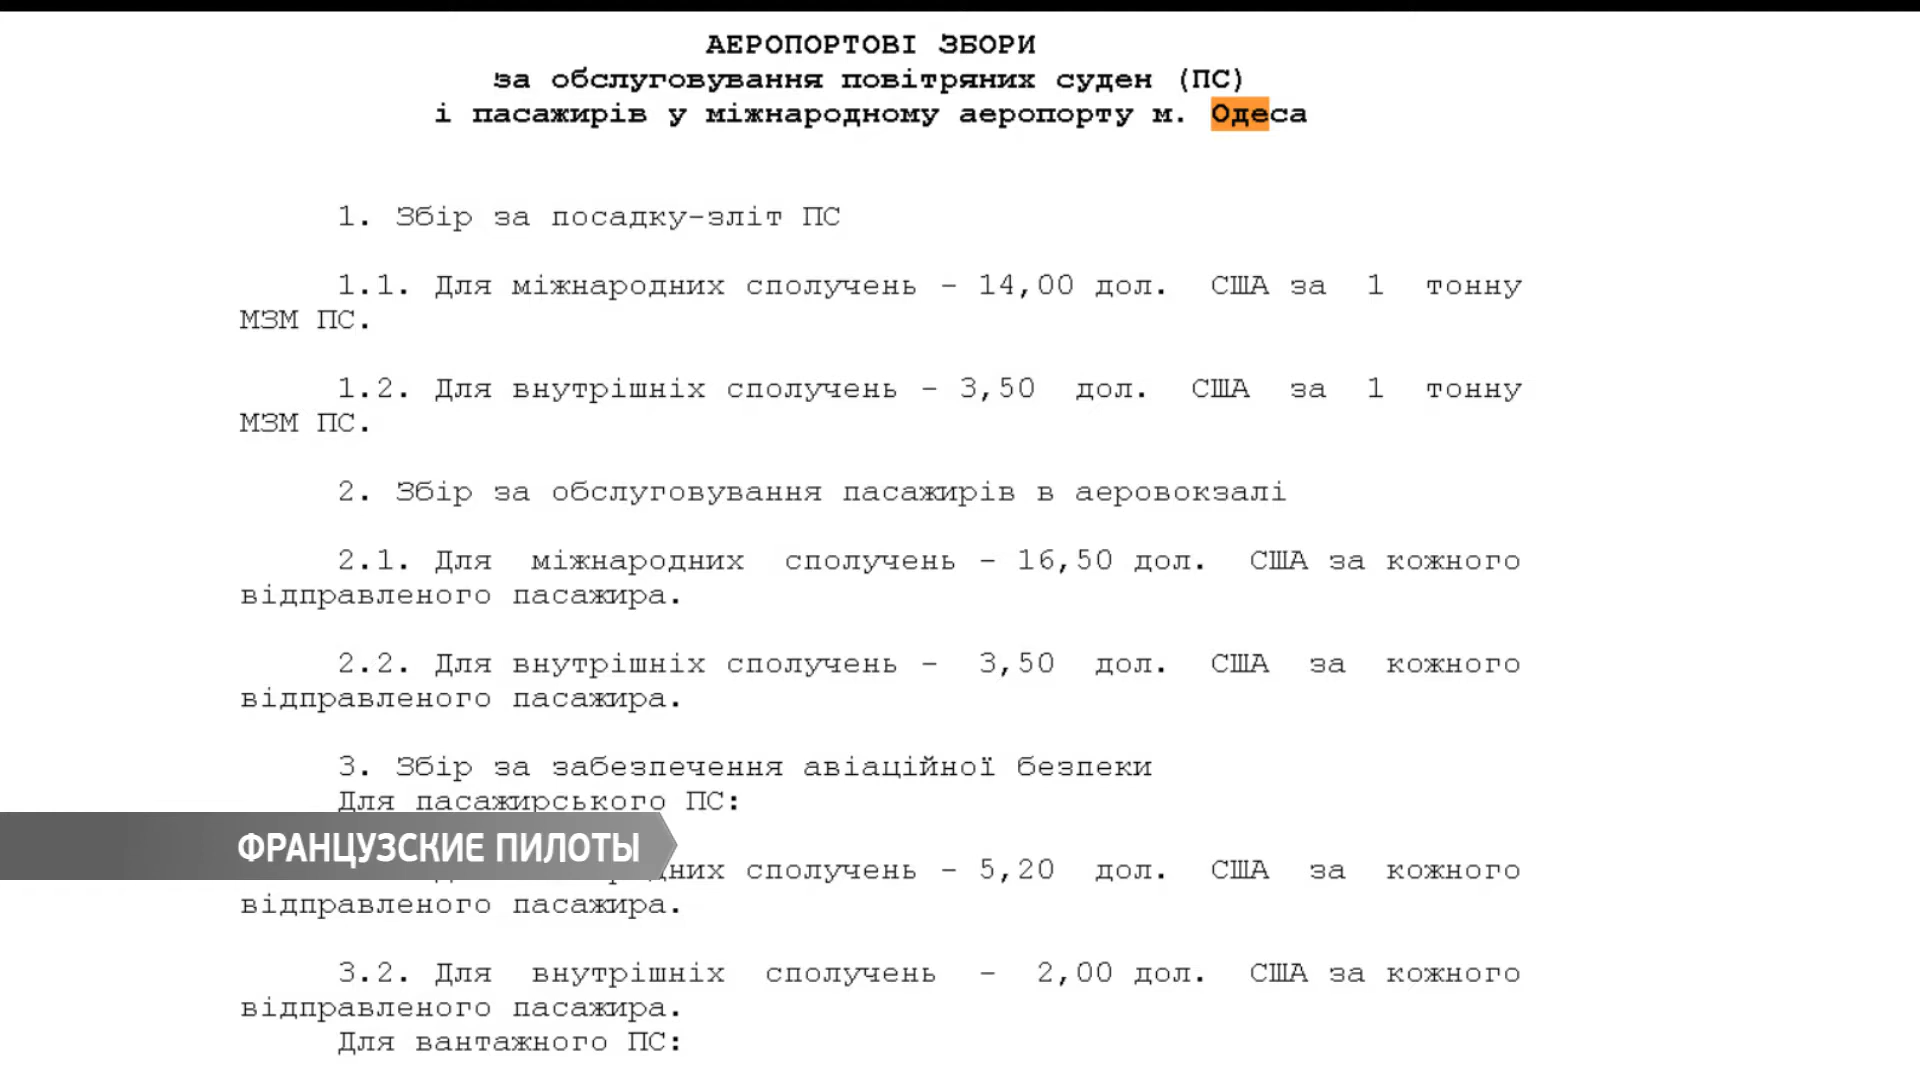 АЕРОПОРТОВІ ЗБОРИ
за обслуговування повітряних суден (ПС)
і пасажирів у міжнародному аеропорту м. Одеса
1. Збір за посадку-зліт ПС
1.1. Для міжнародних сполучень - 14,00 дол. США за 1 тонну
МЗМ ПС.
1.2. Для внутрішніх сполучень - 3,50 дол. США за 1 тонну
МЗМ ПС.
2. Збір за обслуговування пасажирів в аеровокзалі
2.1. Для міжнародних сполучень - 16,50 дол. США за кожного
відправленого пасажира.
2.2. Для внутрішніх сполучень - 3,50 дол. США за кожного
відправленого пасажира.
3. Збір за забезпечення авіаційної безпеки
Для пасажирського ПС:
ФРАНЦУЗСКИЕ ПИЛОТЫ
сполучень - 5,20 дол. США за кожного
відправленого пасажира.
3.2. Для внутрішніх сполучень - 2,00 дол. США за кожного
відправленого пасажира.
Для вантажного ПС: